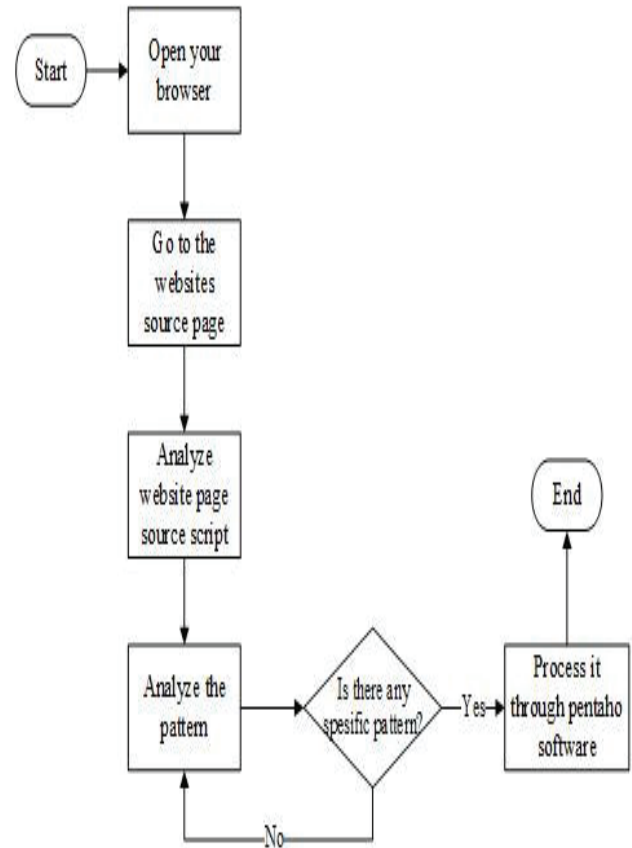 Start
Open your
browser
Go to the
websites
source page
Analyze
website page
source script
Analyze the
pattern
Is there any
spesific pattern?
Yes
No
Process it
through pentaho
software
End